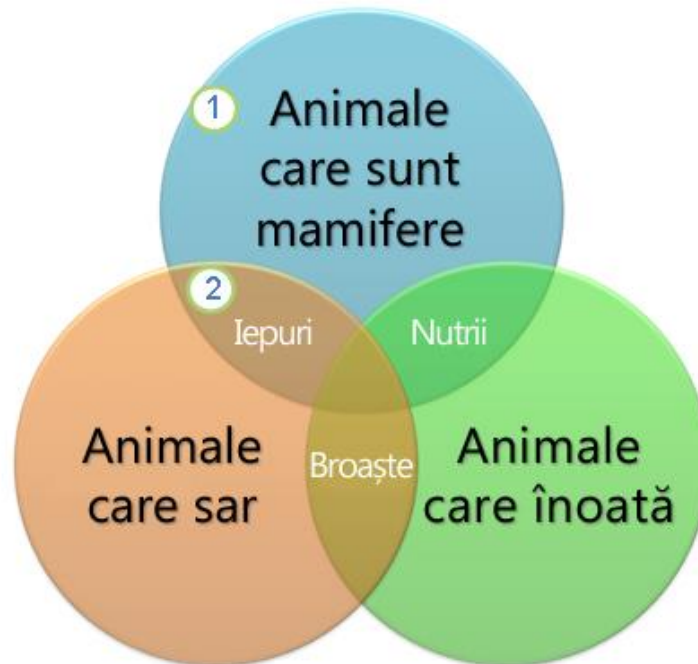 1
Animale
care sunt
mamifere
2
Iepuri
Nutrii
Animale
care sar
Broaște
Animale
care înoată